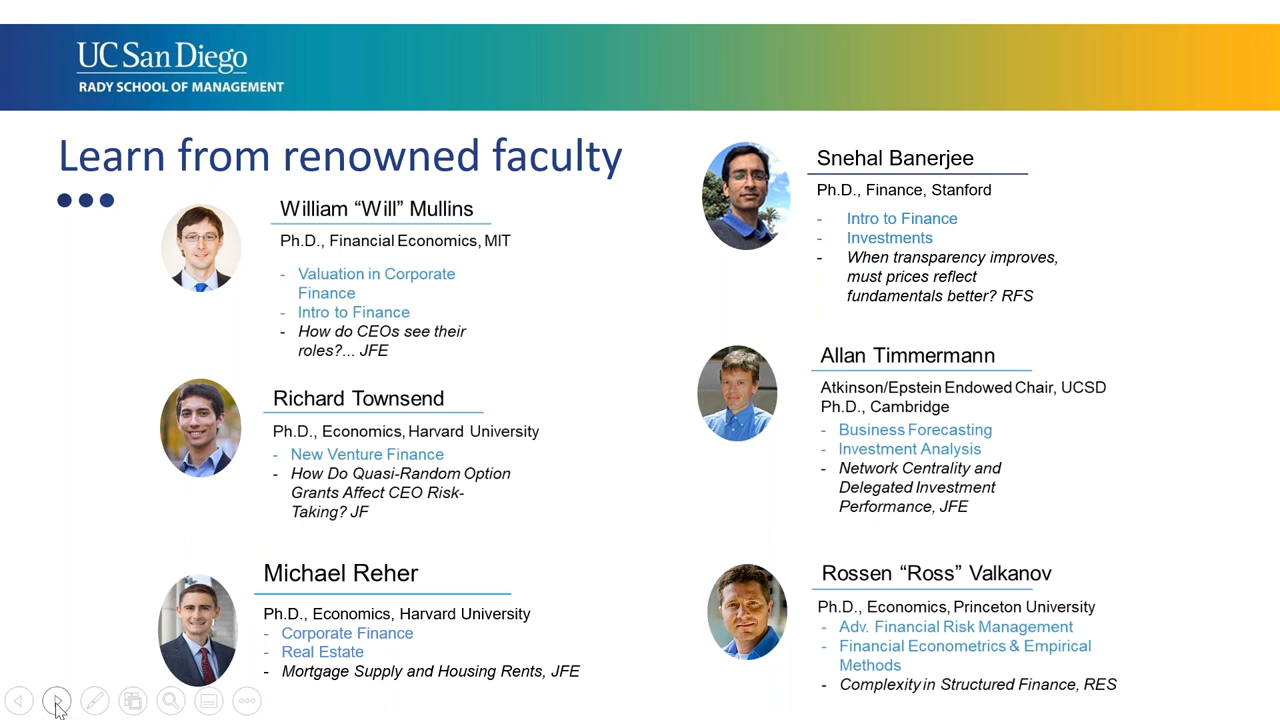 UC San Diego
RADY SCHOOL OF MANAGEMENT
Learn from renowned faculty
William “Will” Mullins
Ph.D., Financial Economics, MIT
- Valuation in Corporate
Finance
- Intro to Finance
- How do CEOs see their
roles?... JFE
Richard Townsend
Ph.D., Economics, Harvard University
- New Venture Finance
- How Do Quasi-Random Option
Grants Affect CEO Risk-
Taking? JF
Michael Reher
Ph.D., Economics, Harvard University
- Corporate Finance
- Real Estate
- Mortgage Supply and Housing Rents, JFE
Snehal Banerjee
Ph.D., Finance, Stanford
- Intro to Finance
- Investments
- When transparency improves,
must prices reflect
fundamentals better? RFS
Allan Timmermann
Atkinson/Epstein Endowed Chair, UCSD
Ph.D., Cambridge
- Business Forecasting
- Investment Analysis
- Network Centrality and
Delegated Investment
Performance, JFE
Rossen “Ross” Valkanov
Ph.D., Economics, Princeton University
- Adv. Financial Risk Management
- Financial Econometrics & Empirical
Methods
- Complexity in Structured Finance, RES